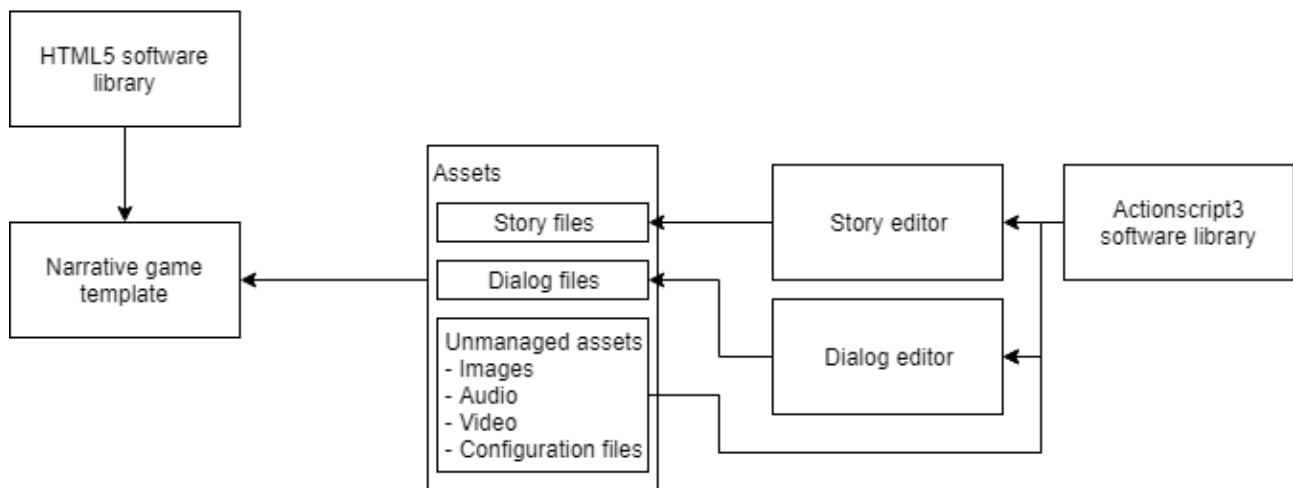 HTML5 software
library
Narrative game
template
Assets
Story files
Dialog files
Unmanaged assets
- Images
- Audio
- Video
- Configuration files
Story editor
Dialog editor
Actionscript3
software library